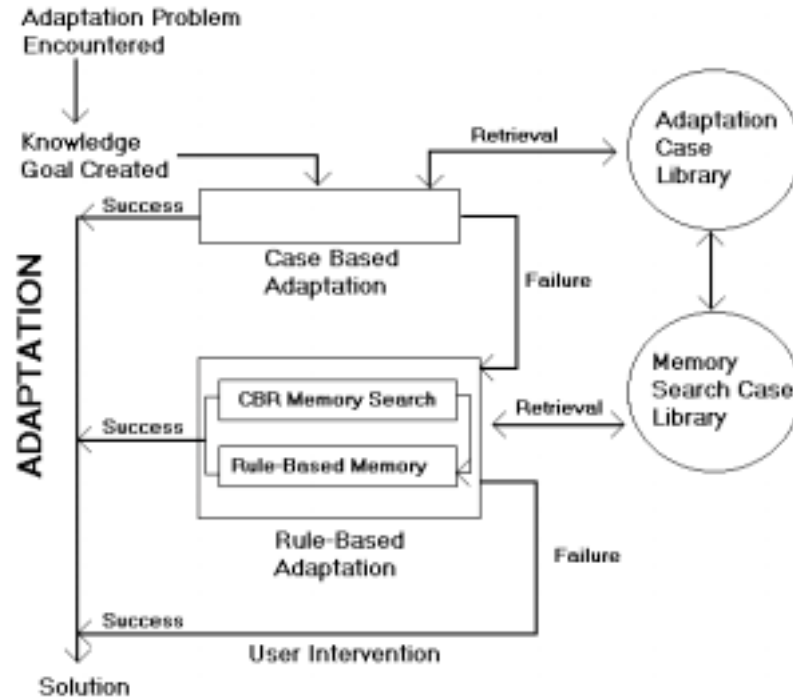 Adaptation Problem
Encountered
Knowledge
Goal Created
Retrieval
Adaptation
Case
Library
Success
Case Based
Adaptation
Failure
ADAPTATION
Memory
Search Case
Library
CBR Memory Search
Retrieval
Success
Rule-Based Memory
Rule-Based
Adaptation
Failure
Success
User Intervention
Solution